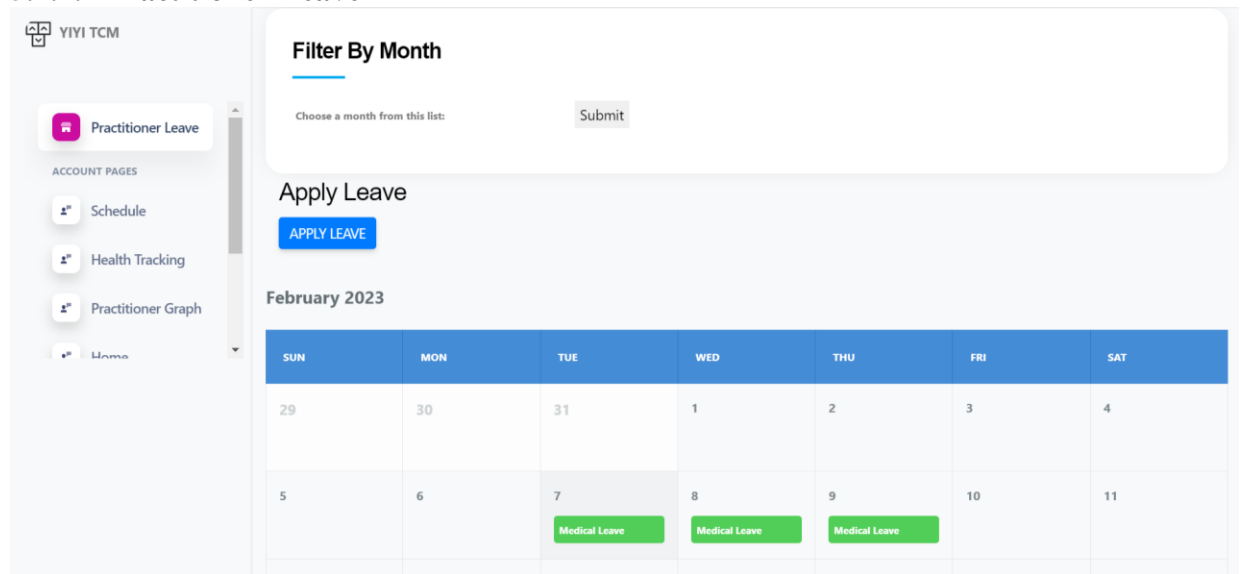 YIYI TCM
Practitioner Leave
ACCOUNT PAGES
Schedule
Health Tracking
Practitioner Graph
Home
Filter By Month
Choose a month from this list:
Submit
Apply Leave
APPLY LEAVE
February 2023
SUN MON TUE WED THU FRI SAT
29 30 31 1 2 3 4
5 6 7 8 9 10 11
Medical Leave Medical Leave Medical Leave